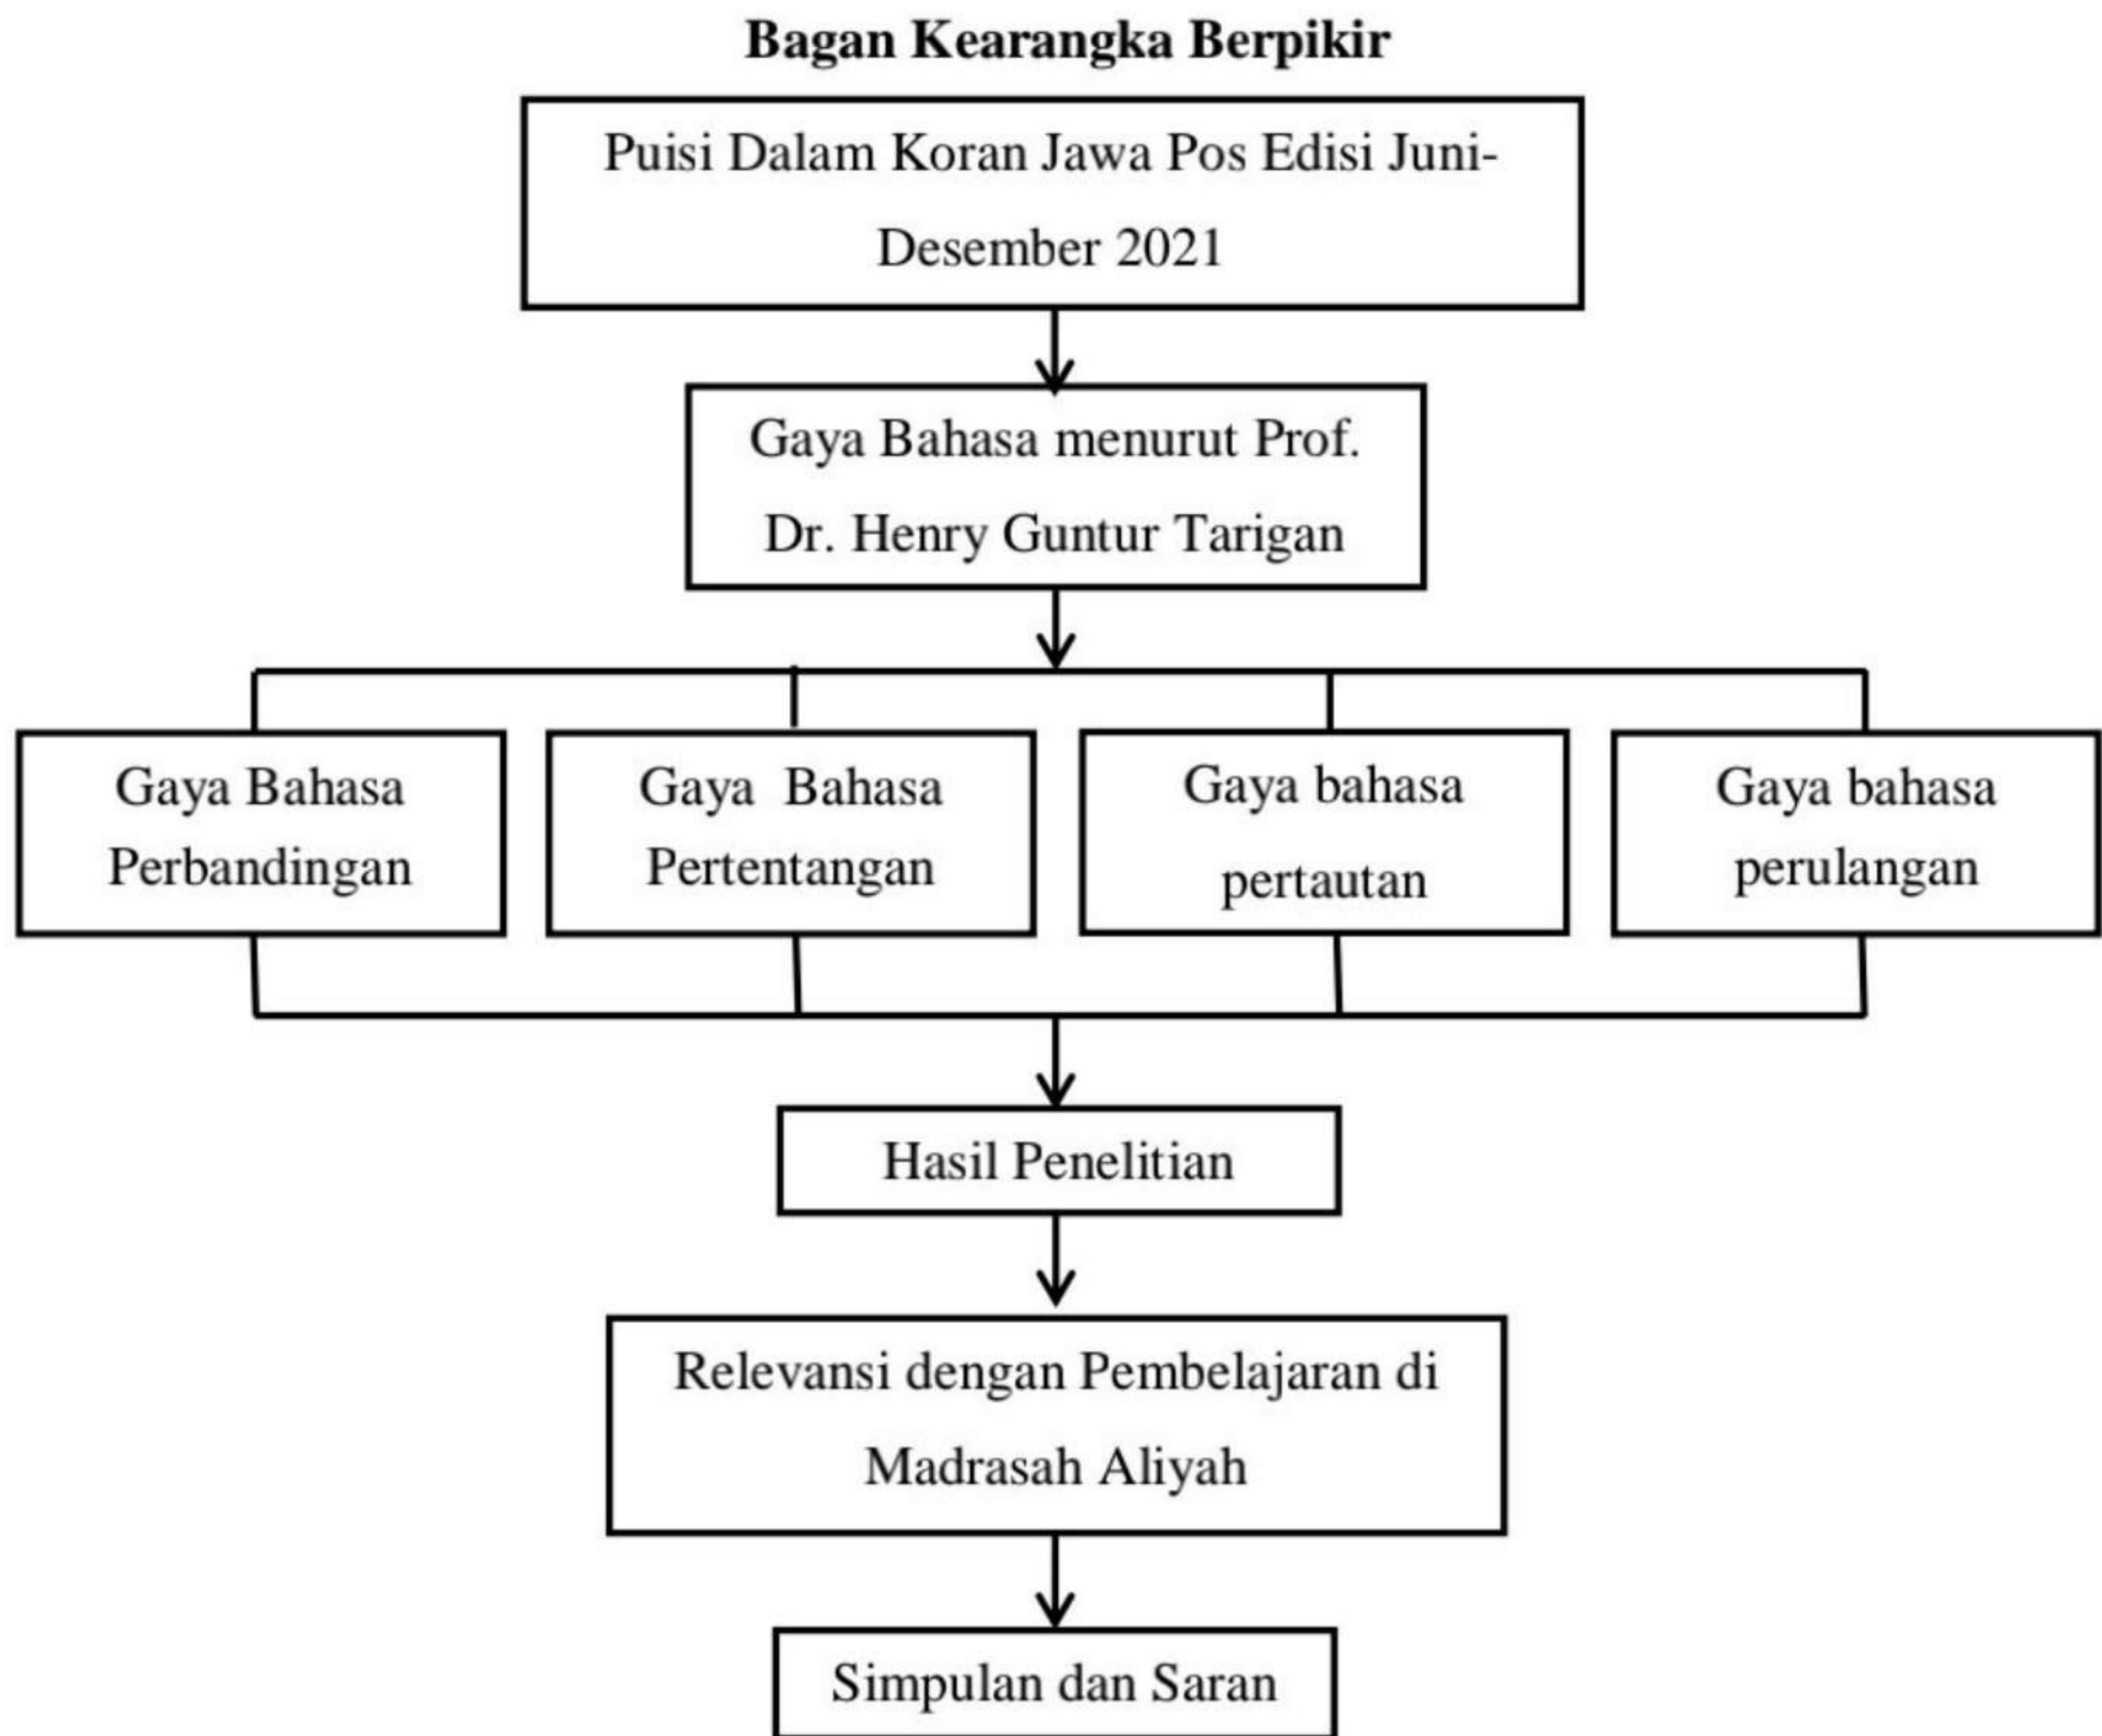 Bagan Kearangka Berpikir
Puisi Dalam Koran Jawa Pos Edisi Juni-
Desember 2021
Gaya Bahasa menurut Prof.
Dr. Henry Guntur Tarigan
Gaya Bahasa
Perbandingan
Gaya Bahasa
Pertentangan
Gaya bahasa
pertautan
Gaya bahasa
perulangan
Hasil Penelitian
Relevansi dengan Pembelajaran di
Madrasah Aliyah
Simpulan dan Saran